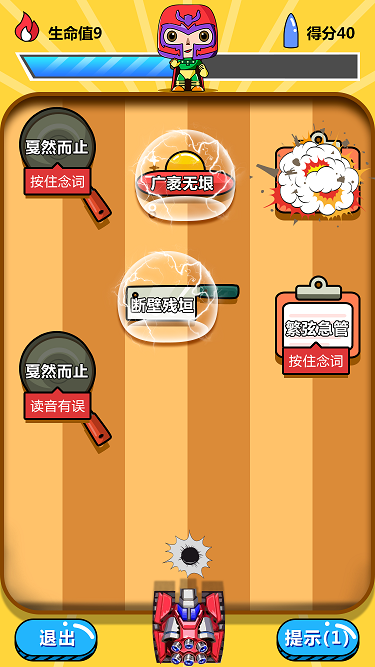 生命值9
得分40
戛然而止
按住念词
广袤无垠
断壁残垣
繁弦急管
按住念词
戛然而止
读音有误
退出
提示(1)